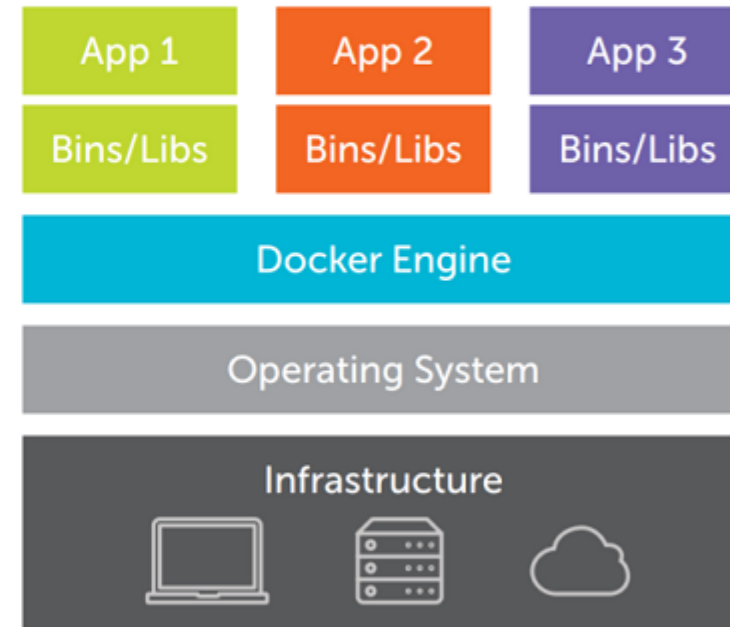 App 1
App 2
App 3
Bins/Libs
Bins/Libs
Bins/Libs
Docker Engine
Operating System
Infrastructure